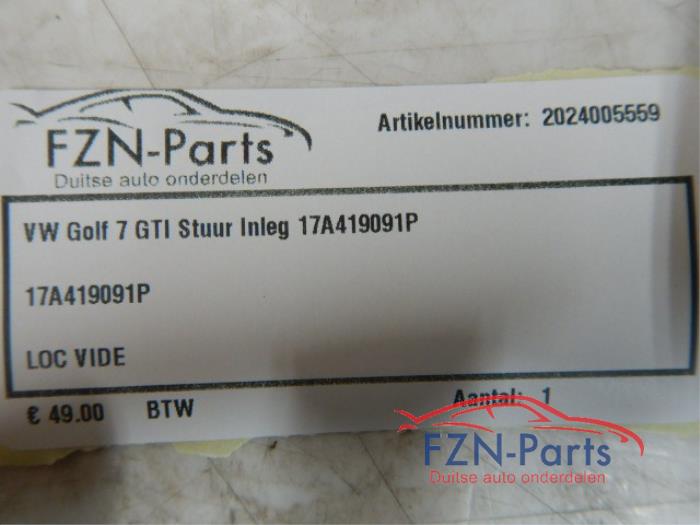 FZN-Parts
Duitse auto onderdelen
Artikelnummer: 2024005559
VW Golf 7 GTI Stuur Inleg 17A419091P
17A419091P
LOC VIDE
€ 49.00 BTW Aantal: 1
FZN-Parts
Duitse auto onderdelen